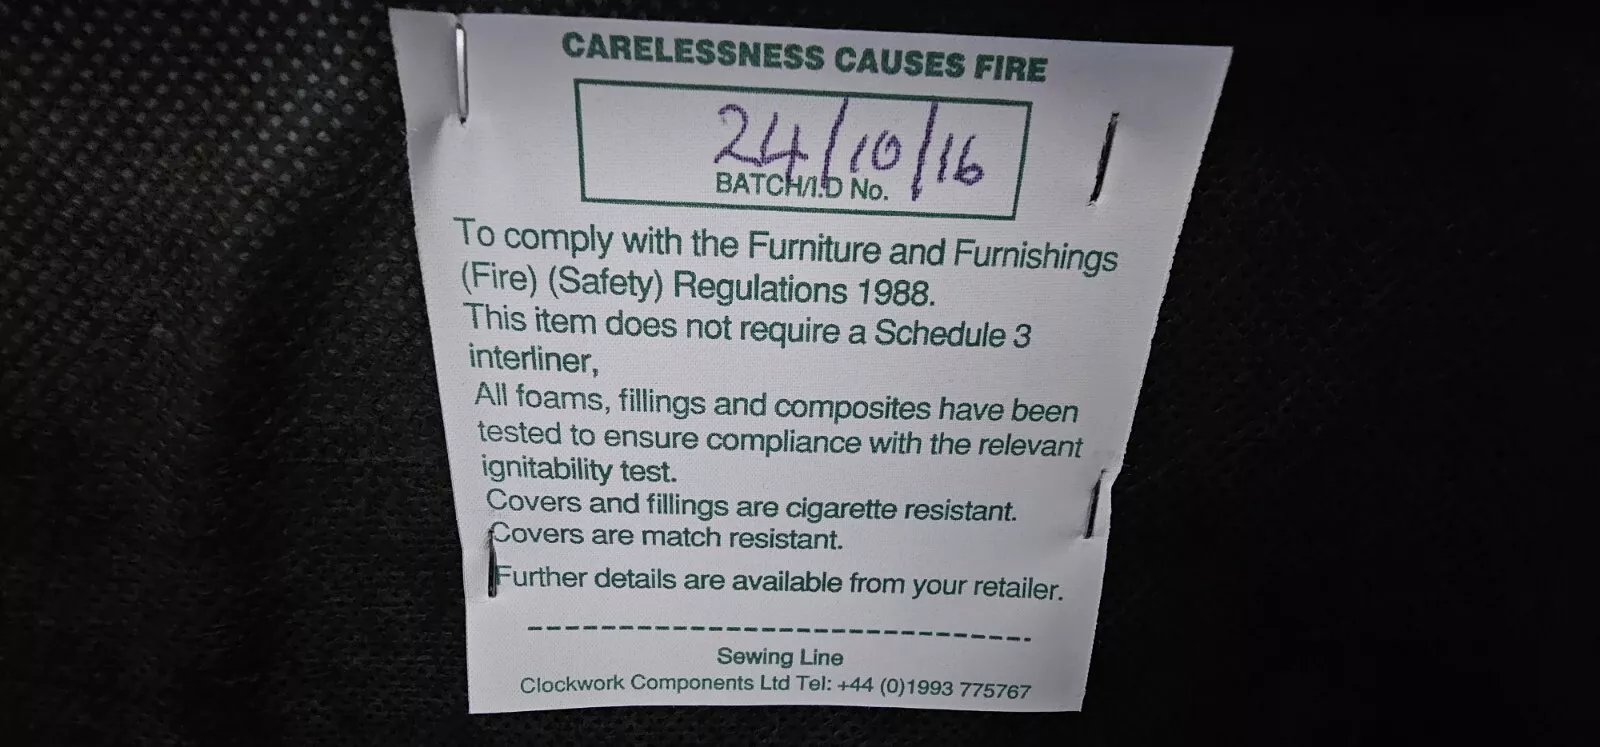 CARELESSNESS CAUSES FIRE
24/10/16
BATCH/I.D No.
To comply with the Furniture and Furnishings
(Fire) (Safety) Regulations 1988.
This item does not require a Schedule 3
interliner,
All foams, fillings and composites have been
tested to ensure compliance with the relevant
ignitability test.
Covers and fillings are cigarette resistant.
Covers are match resistant.
Further details are available from your retailer.
Sewing Line
Clockwork Components Ltd Tel: +44 (0)1993 775767